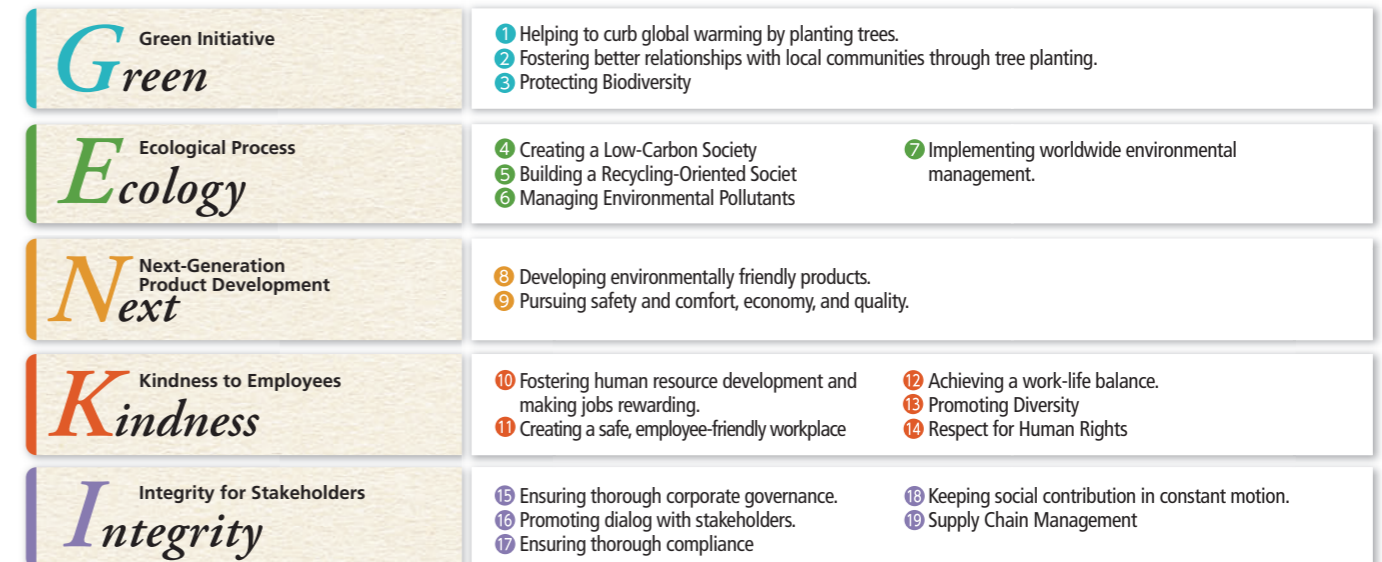 Green Initiative
Green
1 Helping to curb global warming by planting trees.
2 Fostering better relationships with local communities through tree planting.
3 Protecting Biodiversity
Ecological Process
Ecology
4 Creating a Low-Carbon Society
5 Building a Recycling-Oriented Societ
6 Managing Environmental Pollutants
7 Implementing worldwide environmental
management.
Next-Generation
Product Development
Next
8 Developing environmentally friendly products.
9 Pursuing safety and comfort, economy, and quality.
Kindness to Employees
Kindness
10 Fostering human resource development and
making jobs rewarding.
11 Creating a safe, employee-friendly workplace
12 Achieving a work-life balance.
13 Promoting Diversity
14 Respect for Human Rights
Integrity for Stakeholders
Integrity
15 Ensuring thorough corporate governance.
16 Promoting dialog with stakeholders.
17 Ensuring thorough compliance
18 Keeping social contribution in constant motion.
19 Supply Chain Management